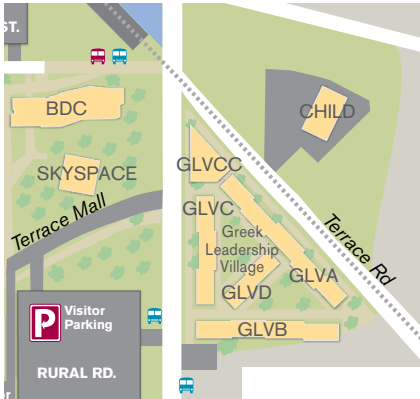 ST.
BDC
CHILD
SKYSPACE
GLVCC
Terrace Mall
GLVC
Greek
Leadership
Village
Terrace Rd
GLVA
GLVD
P
Visitor
Parking
GLVB
RURAL RD.
or